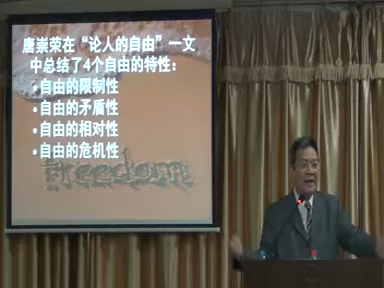 唐崇荣在“论人的自由”一文
中总结了4个自由的特性：
•自由的限制性
•自由的矛盾性
•自由的相对性
•自由的危机性
Freedom